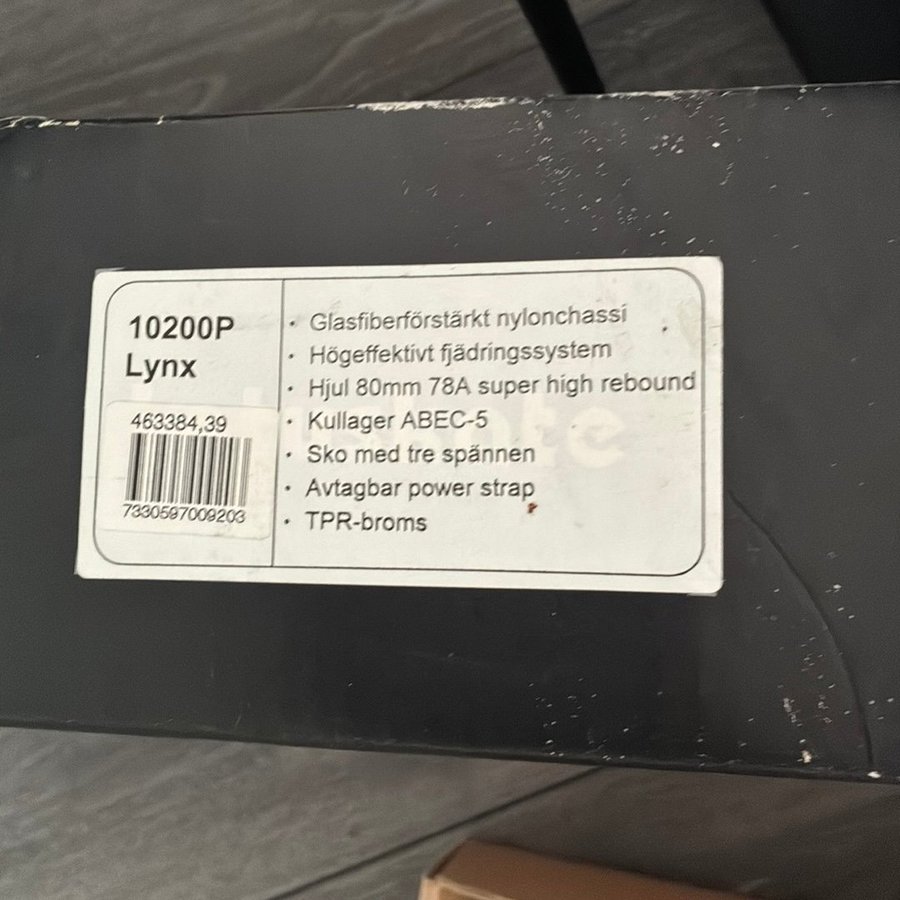 10200P
Lynx
463384,39
7330597009203
· Glasfiberförstärkt nylonchassi
· Högeffektivt fjädringssystem
· Hjul 80mm 78A super high rebound
· Kullager ABEC-5
· Sko med tre spännen
· Avtagbar power strap
· TPR-broms